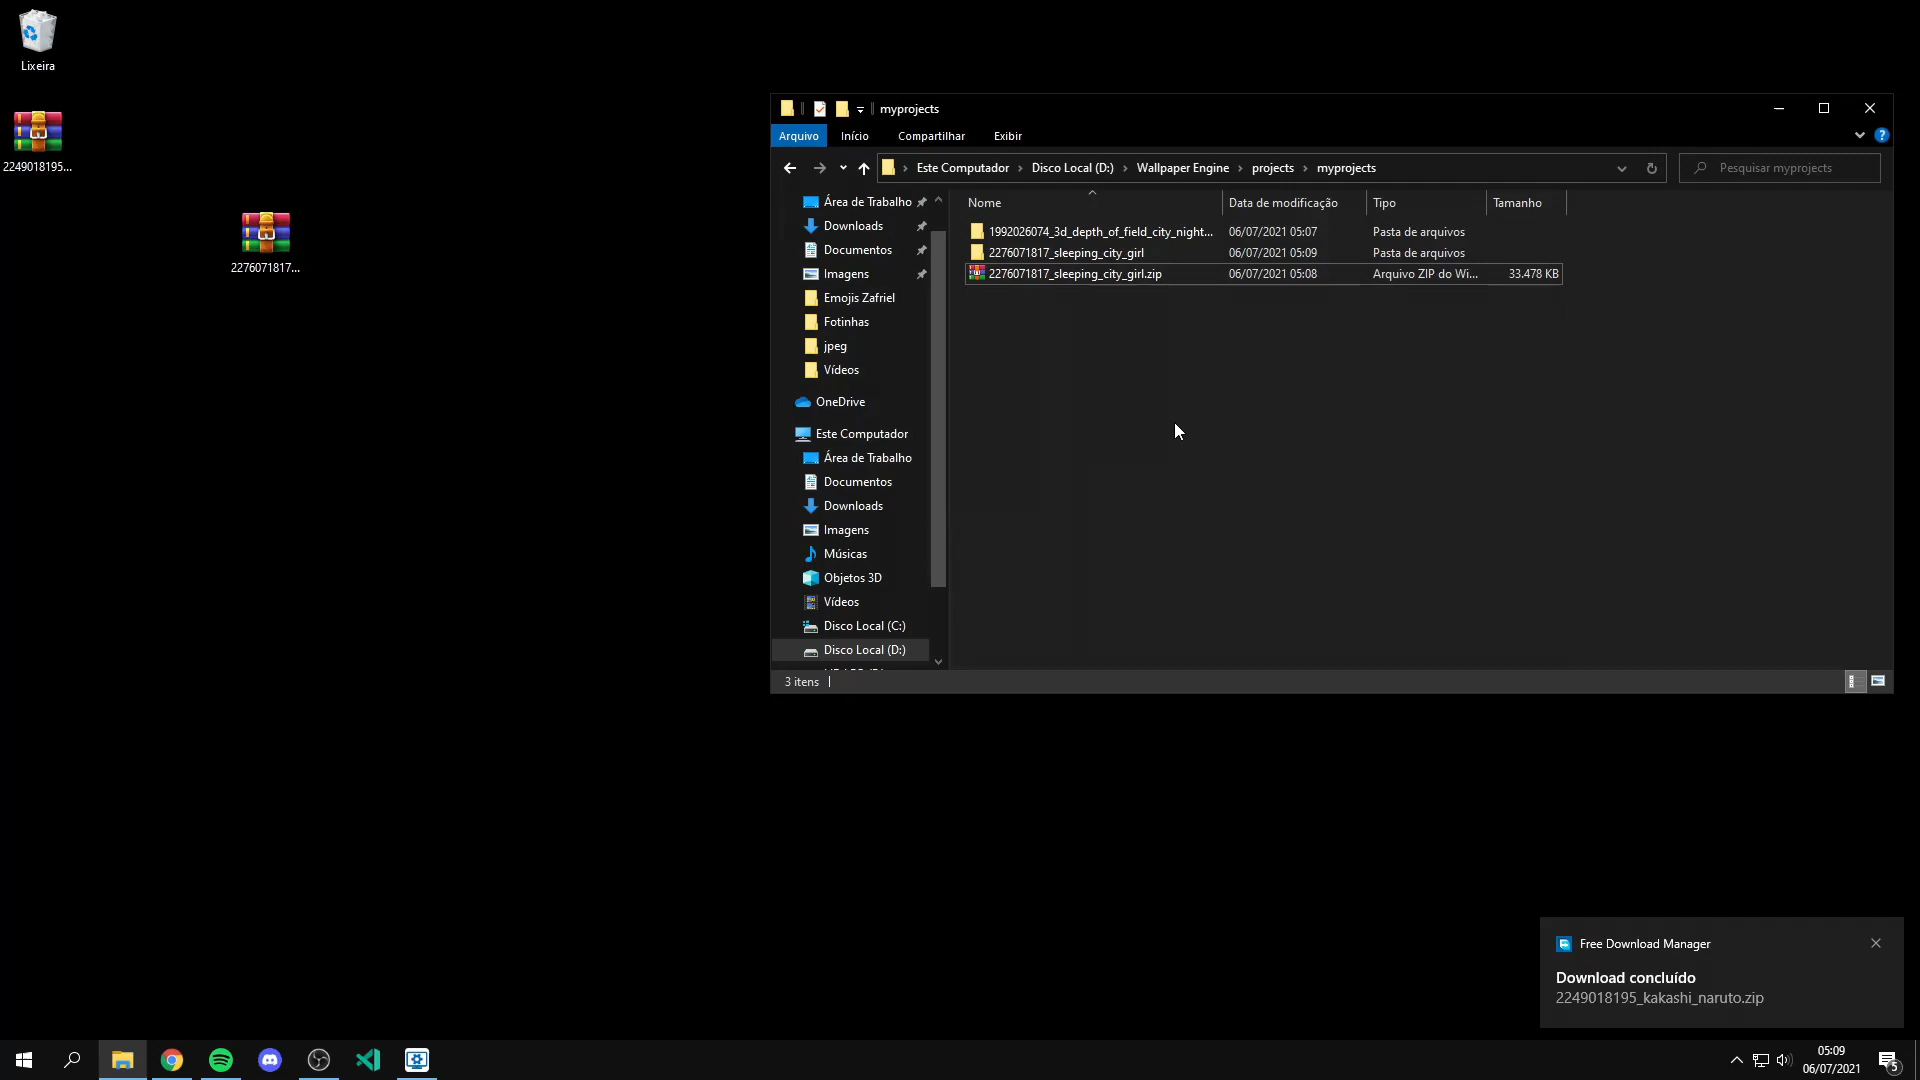 Lixeira
2249018195...
2276071817...
myprojects
Arquivo Início Compartilhar Exibir
Este Computador Disco Local (D:) Wallpaper Engine projects myprojects
Pesquisar myprojects
Nome Data de modificação Tipo Tamanho
1992026074_3d_depth_of_field_city_night... 06/07/2021 05:07 Pasta de arquivos
2276071817_sleeping_city_girl 06/07/2021 05:09 Pasta de arquivos
2276071817_sleeping_city_girl.zip 06/07/2021 05:08 Arquivo ZIP do Wi... 33.478 KB
Área de Trabalho
Downloads
Documentos
Imagens
Emojis Zafriel
Fotinhas
jpeg
Vídeos
OneDrive
Este Computador
Área de Trabalho
Documentos
Downloads
Imagens
Músicas
Objetos 3D
Vídeos
Disco Local (C:)
Disco Local (D:)
3 itens
Free Download Manager
Download concluído
2249018195_kakashi_naruto.zip
05:09
06/07/2021
5